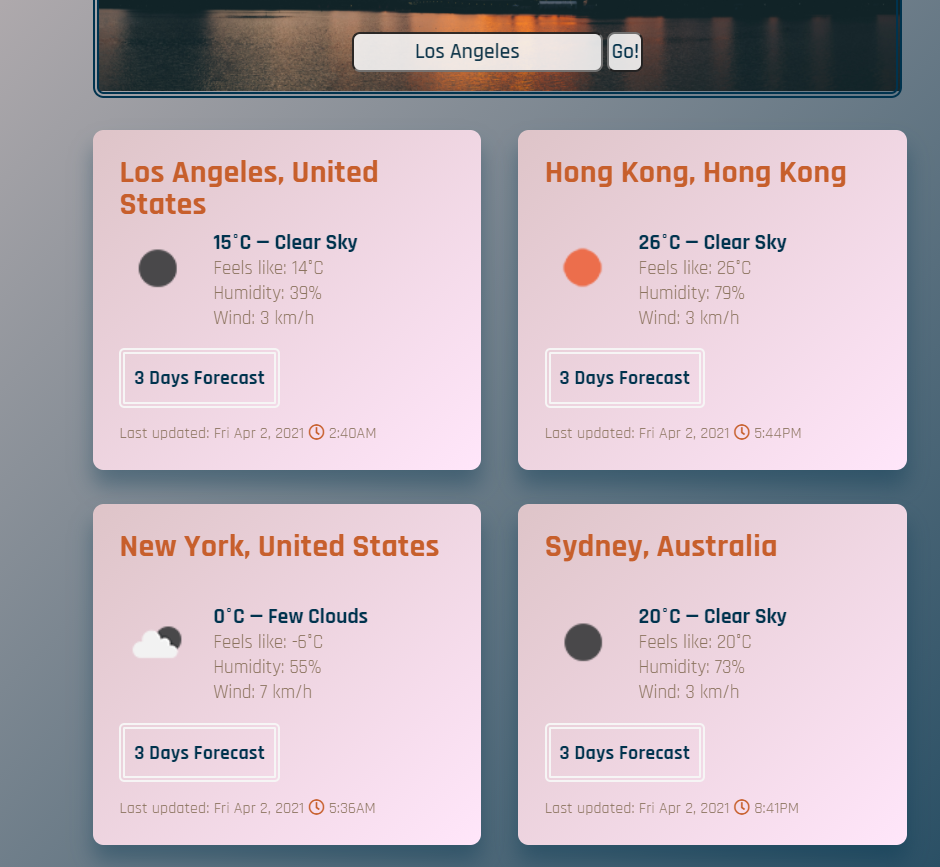 Los Angeles
Go!
Los Angeles, United
States
15°C — Clear Sky
Feels like: 14°C
Humidity: 39%
Wind: 3 km/h
3 Days Forecast
Last updated: Fri Apr 2, 2021 2:40AM
Hong Kong, Hong Kong
26°C — Clear Sky
Feels like: 26°C
Humidity: 79%
Wind: 3 km/h
3 Days Forecast
Last updated: Fri Apr 2, 2021 5:44PM
New York, United States
0°C — Few Clouds
Feels like: -6°C
Humidity: 55%
Wind: 7 km/h
3 Days Forecast
Last updated: Fri Apr 2, 2021 5:36AM
Sydney, Australia
20°C — Clear Sky
Feels like: 20°C
Humidity: 73%
Wind: 3 km/h
3 Days Forecast
Last updated: Fri Apr 2, 2021 8:41PM